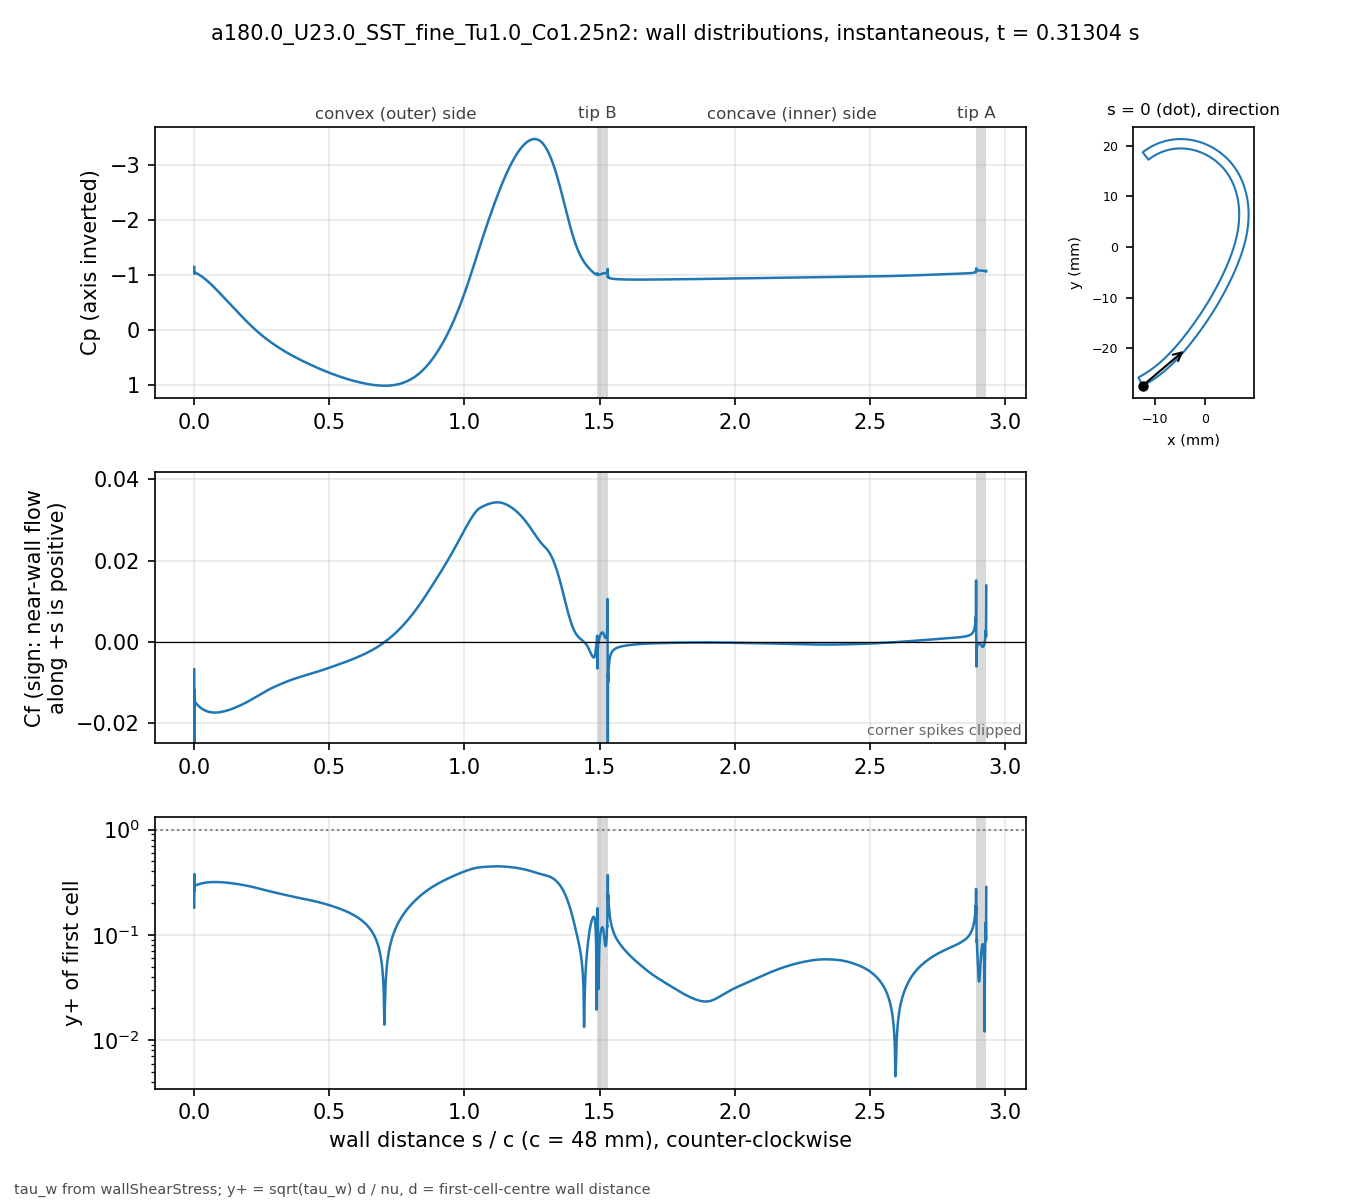 a180.0_U23.0_SST_fine_Tu1.0_Co1.25n2: wall distributions, instantaneous, t = 0.31304 s
convex (outer) side
tip B
concave (inner) side
tip A
Cp (axis inverted)
−3
−2
−1
0
1
0.0
0.5
1.0
1.5
2.0
2.5
3.0
s = 0 (dot), direction
y (mm)
20
10
0
−10
−20
−10
0
x (mm)
Cf (sign: near-wall flow
along +s is positive)
0.04
0.02
0.00
−0.02
corner spikes clipped
0.0
0.5
1.0
1.5
2.0
2.5
3.0
y+ of first cell
10⁰
10⁻¹
10⁻²
0.0
0.5
1.0
1.5
2.0
2.5
3.0
wall distance s / c (c = 48 mm), counter-clockwise
tau_w from wallShearStress; y+ = sqrt(tau_w) d / nu, d = first-cell-centre wall distance